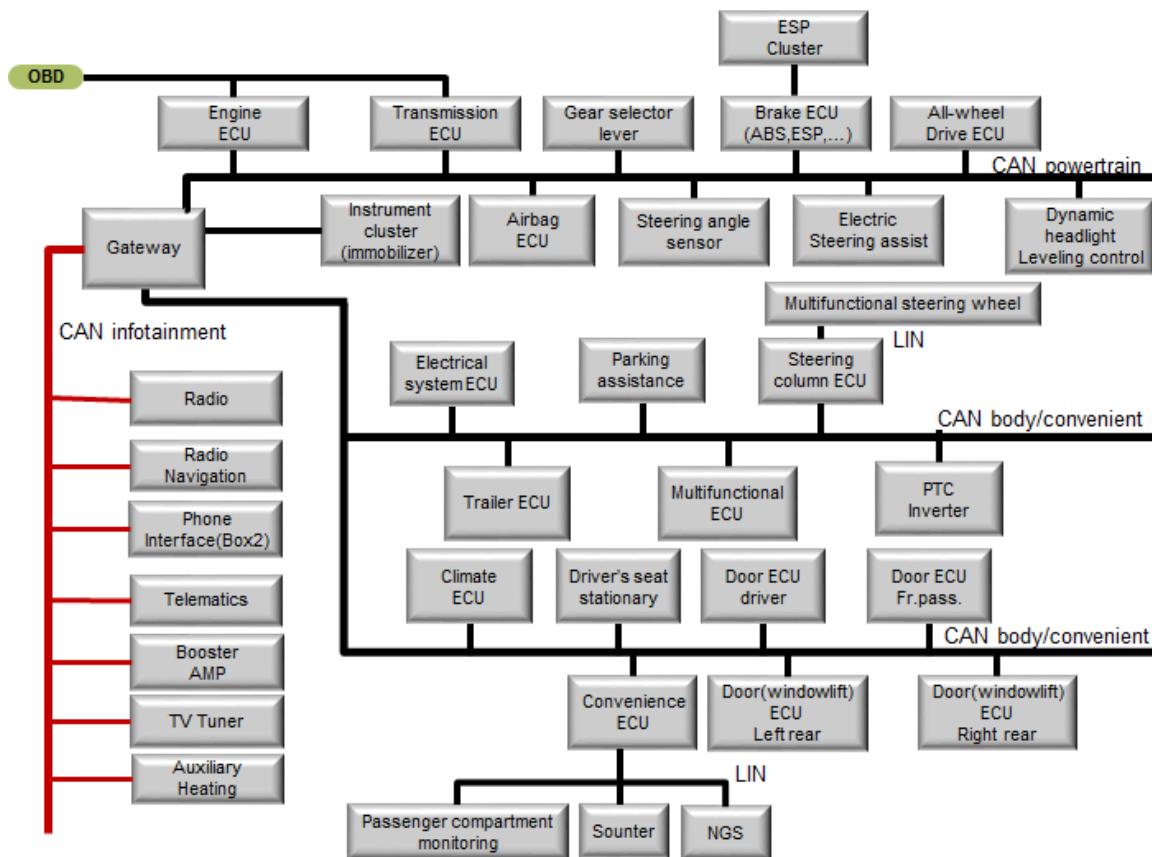 ESP
Cluster
OBD
Engine
ECU
Transmission
ECU
Gear selector
lever
Brake ECU
(ABS,ESP,...)
All-wheel
Drive ECU
CAN powertrain
Gateway
Instrument
cluster
(immobilizer)
Airbag
ECU
Steering angle
sensor
Electric
Steering assist
Dynamic
headlight
Leveling control
CAN infotainment
Multifunctional steering wheel
LIN
Electrical
system ECU
Parking
assistance
Steering
column ECU
CAN body/convenient
Radio
Radio
Navigation
Phone
Interface(Box2)
Telematics
Booster
AMP
TV Tuner
Auxiliary
Heating
Trailer ECU
Multifunctional
ECU
PTC
Inverter
Climate
ECU
Driver's seat
stationary
Door ECU
driver
Door ECU
Fr.pass.
CAN body/convenient
Convenience
ECU
Door(windowlift)
ECU
Left rear
Door(windowlift)
ECU
Right rear
LIN
Passenger compartment
monitoring
Sounter
NGS